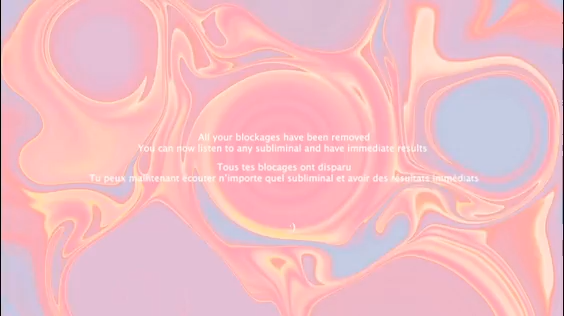 All your blockages have been removed
You can now listen to any subliminal and have immediate results
Tous tes blocages ont disparu
Tu peux maintenant écouter n'importe quel subliminal et avoir des résultats immédiats
:)